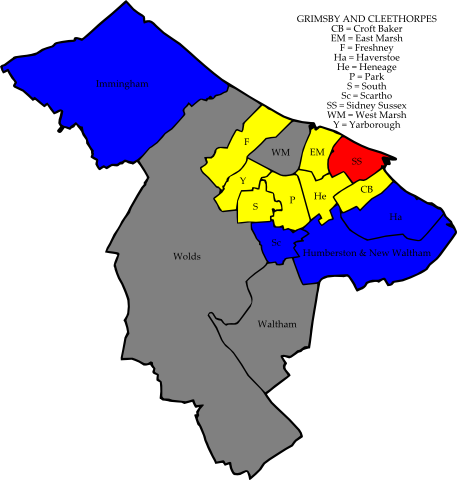 GRIMSBY AND CLEETHORPES
CB = Croft Baker
EM = East Marsh
F = Freshney
Ha = Haverstoe
He = Heneage
P = Park
S = South
Sc = Scartho
SS = Sidney Sussex
WM = West Marsh
Y = Yarborough
Immingham
F
WM
EM
SS
Y
CB
He
S
P
Ha
Sc
Humberston & New Waltham
Wolds
Waltham